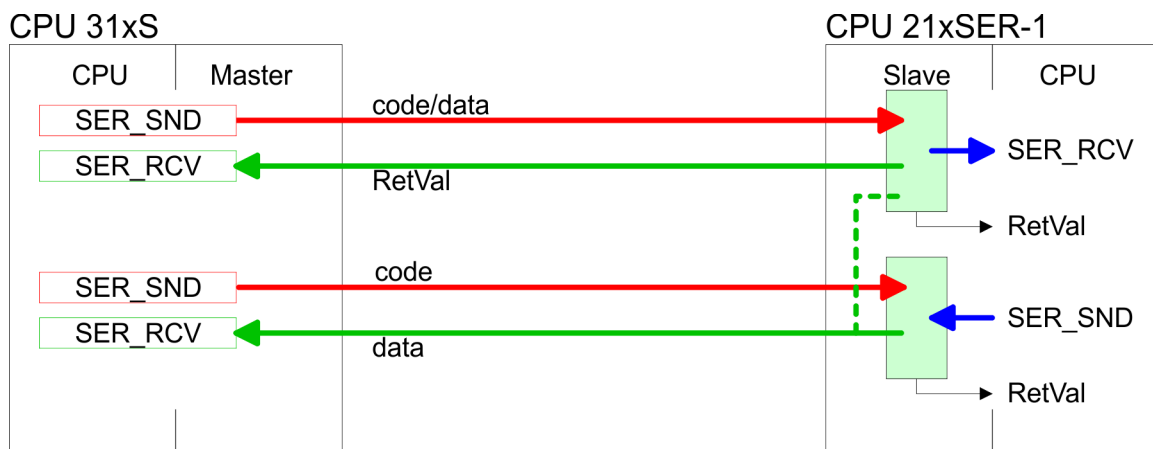 CPU 31xS
CPU 21xSER-1
CPU Master
Slave CPU
SER_SND
code/data
SER_RCV
SER_RCV
RetVal
RetVal
SER_SND
code
SER_SND
SER_RCV
data
RetVal